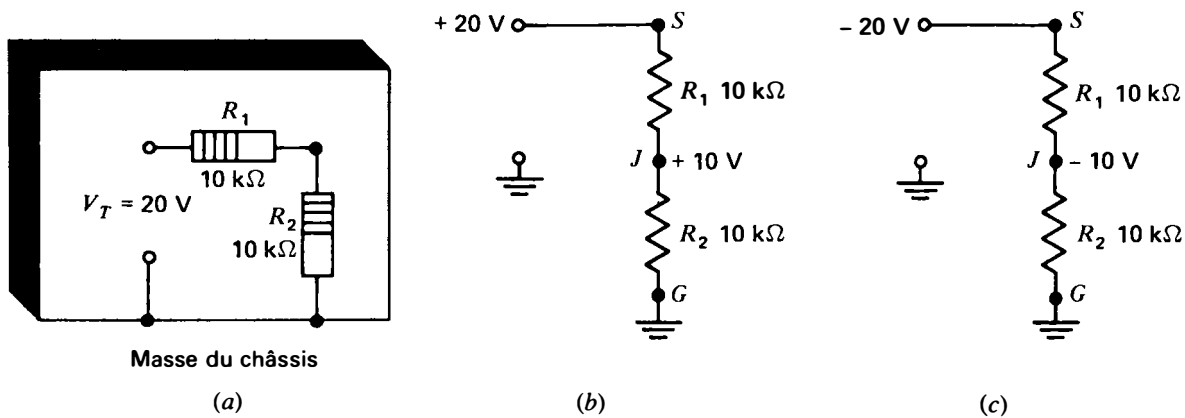 R₁
10 kΩ
V_T = 20 V
R₂
10 kΩ
Masse du châssis
(a)
+ 20 V
S
R₁ 10 kΩ
J + 10 V
R₂ 10 kΩ
G
(b)
− 20 V
S
R₁ 10 kΩ
J − 10 V
R₂ 10 kΩ
G
(c)